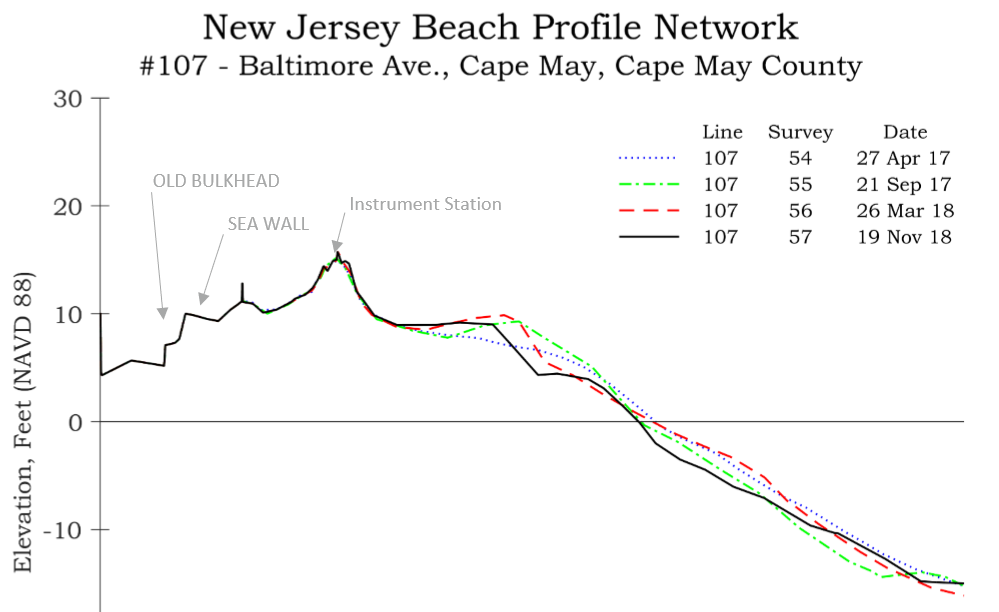 New Jersey Beach Profile Network
#107 - Baltimore Ave., Cape May, Cape May County
30
Line Survey Date
107 54 27 Apr 17
107 55 21 Sep 17
107 56 26 Mar 18
107 57 19 Nov 18
OLD BULKHEAD
20
Instrument Station
SEA WALL
10
0
-10
Elevation, Feet (NAVD 88)